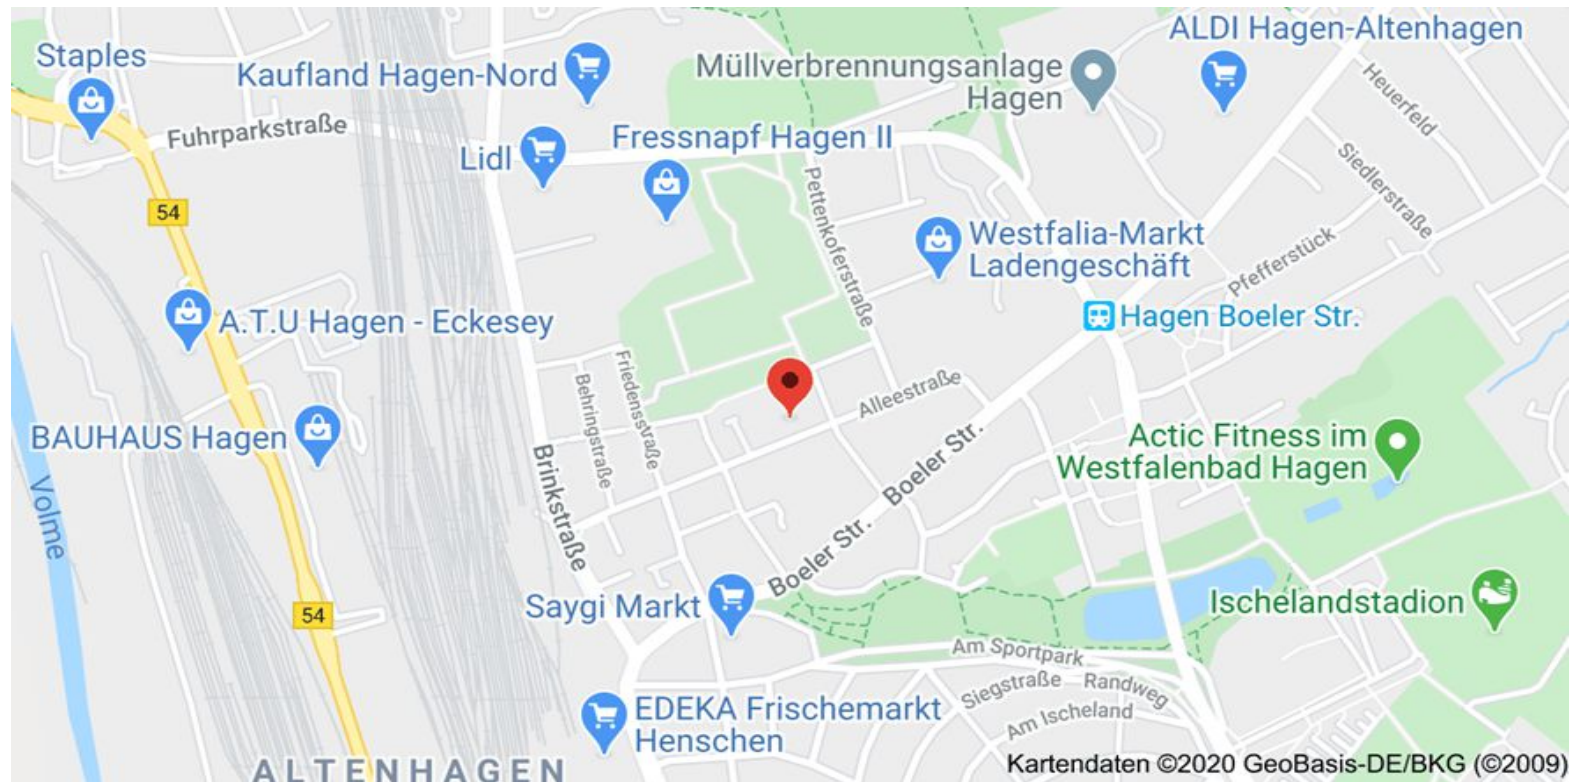 ALDI Hagen-Altenhagen
Staples
Kaufland Hagen-Nord
Müllverbrennungsanlage
Hagen
Heuerfeld
Fuhrparkstraße
Fressnapf Hagen II
Lidl
Siedlerstraße
54
Pettenkoferstraße
Westfalia-Markt
Ladengeschäft
Pfefferstück
A.T.U Hagen - Eckesey
Hagen Boeler Str.
Friedensstraße
Behringstraße
Alleestraße
BAUHAUS Hagen
Actic Fitness im
Westfalenbad Hagen
Boeler Str.
Brinkstraße
Volme
Boeler Str.
Saygi Markt
54
Ischelandstadion
Am Sportpark
Siegstraße
Randweg
Am Ischeland
EDEKA Frischemarkt
Henschen
ALTENHAGEN
Kartendaten ©2020 GeoBasis-DE/BKG (©2009)